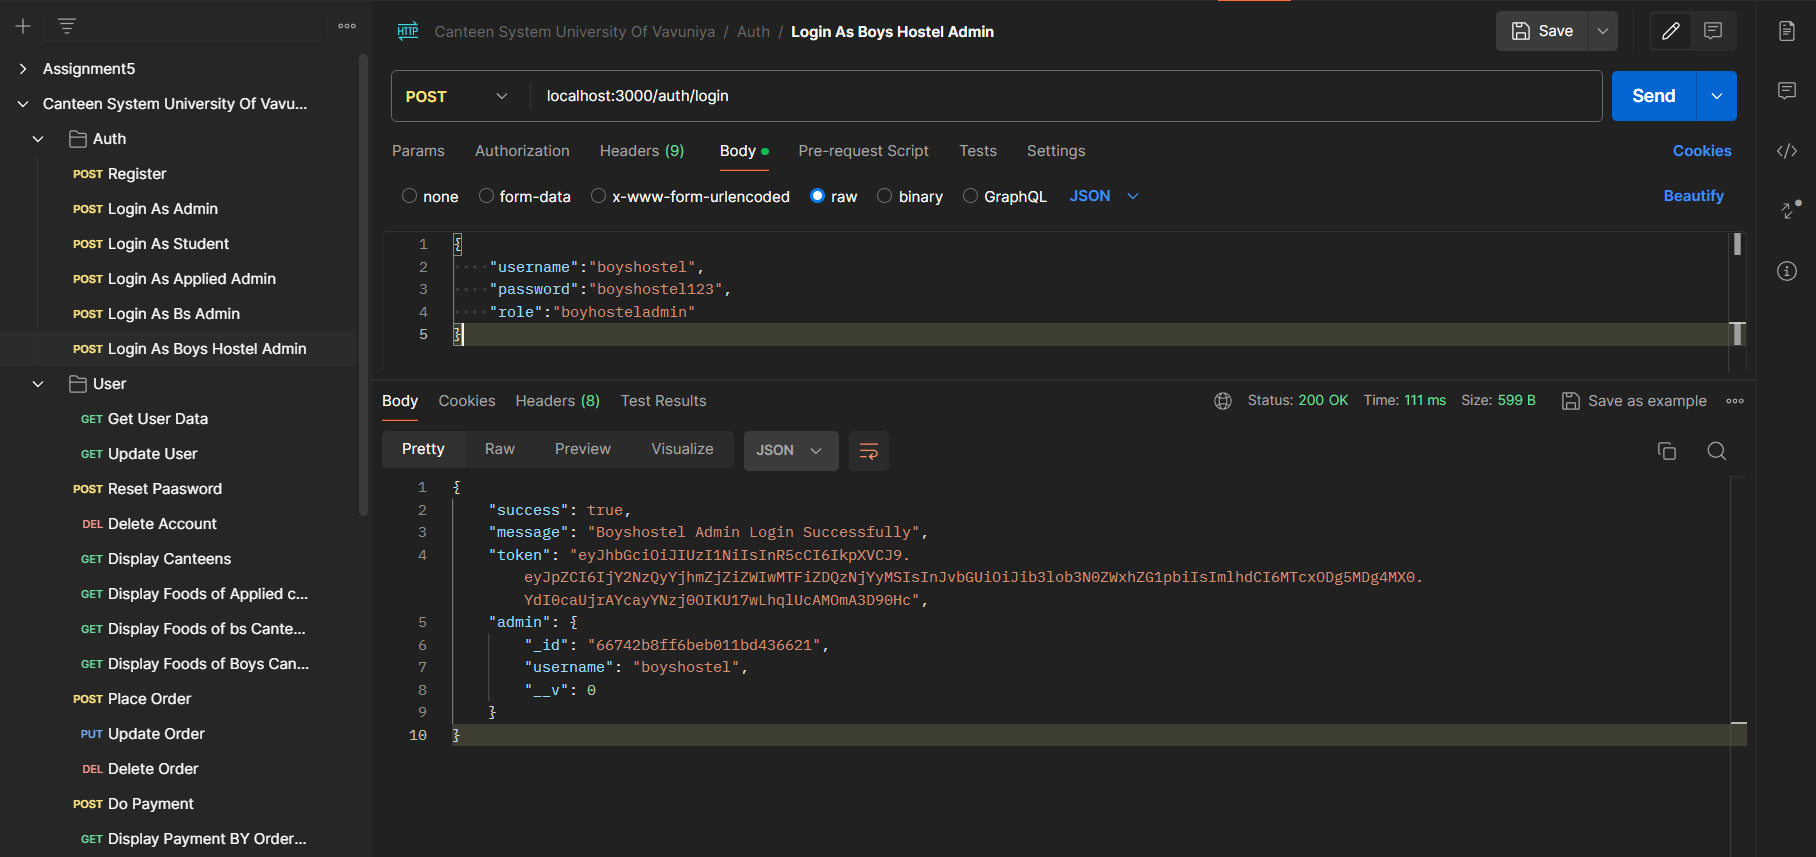 Assignment5
Canteen System University Of Vavu...
Auth
POST Register
POST Login As Admin
POST Login As Student
POST Login As Applied Admin
POST Login As Bs Admin
POST Login As Boys Hostel Admin
User
GET Get User Data
GET Update User
POST Reset Paasword
DEL Delete Account
GET Display Canteens
GET Display Foods of Applied c...
GET Display Foods of bs Cante...
GET Display Foods of Boys Can...
POST Place Order
PUT Update Order
DEL Delete Order
POST Do Payment
GET Display Payment BY Order...
HTTP Canteen System University Of Vavuniya / Auth / Login As Boys Hostel Admin
Save
POST localhost:3000/auth/login Send
Params Authorization Headers (9) Body Pre-request Script Tests Settings Cookies
none form-data x-www-form-urlencoded raw binary GraphQL JSON Beautify
1 {
2 "username":"boyshostel",
3 "password":"boyshostel123",
4 "role":"boyhosteladmin"
5 }
Body Cookies Headers (8) Test Results Status: 200 OK Time: 111 ms Size: 599 B Save as example
Pretty Raw Preview Visualize JSON
1 {
2 "success": true,
3 "message": "Boyshostel Admin Login Successfully",
4 "token": "eyJhbGciOiJIUzI1NiIsInR5cCI6IkpXVCJ9.
eyJpZCI6IjY2NzQyYjhmZjZiZWIwMTFiZDQzNjYyMSIsInJvbGUiOiJib3lob3N0ZWxhZG1pbiIsImlhdCI6MTcxODg5MDg4MX0.
YdI0caUjrAYcayYNzj0OIKU17wLhqlUcAMOmA3D90Hc",
5 "admin": {
6 "_id": "66742b8ff6beb011bd436621",
7 "username": "boyshostel",
8 "__v": 0
9 }
10 }